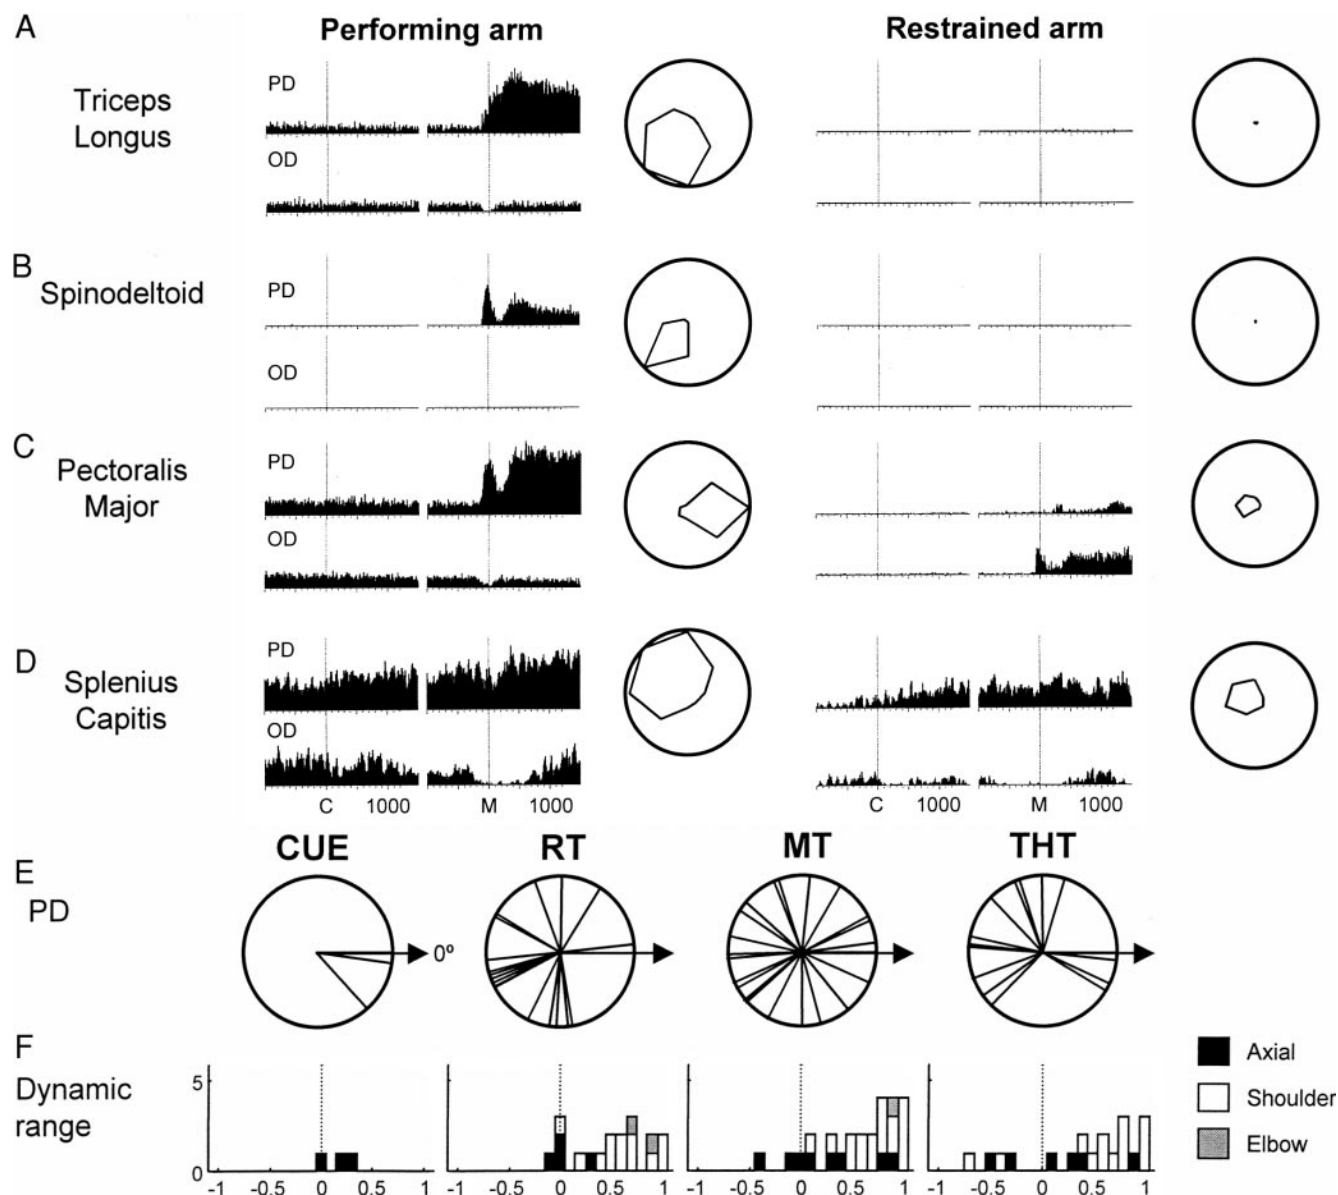 A
Performing arm
Restrained arm
Triceps
Longus
PD
OD
B
Spinodeltoid
PD
OD
C
Pectoralis
Major
PD
OD
D
Splenius
Capitis
PD
OD
C 1000 M 1000 C 1000 M 1000
CUE RT MT THT
E
PD
0º
F
Dynamic
range
5
0
-1 -0.5 0 0.5 1 -1 -0.5 0 0.5 1 -1 -0.5 0 0.5 1 -1 -0.5 0 0.5 1
Axial
Shoulder
Elbow